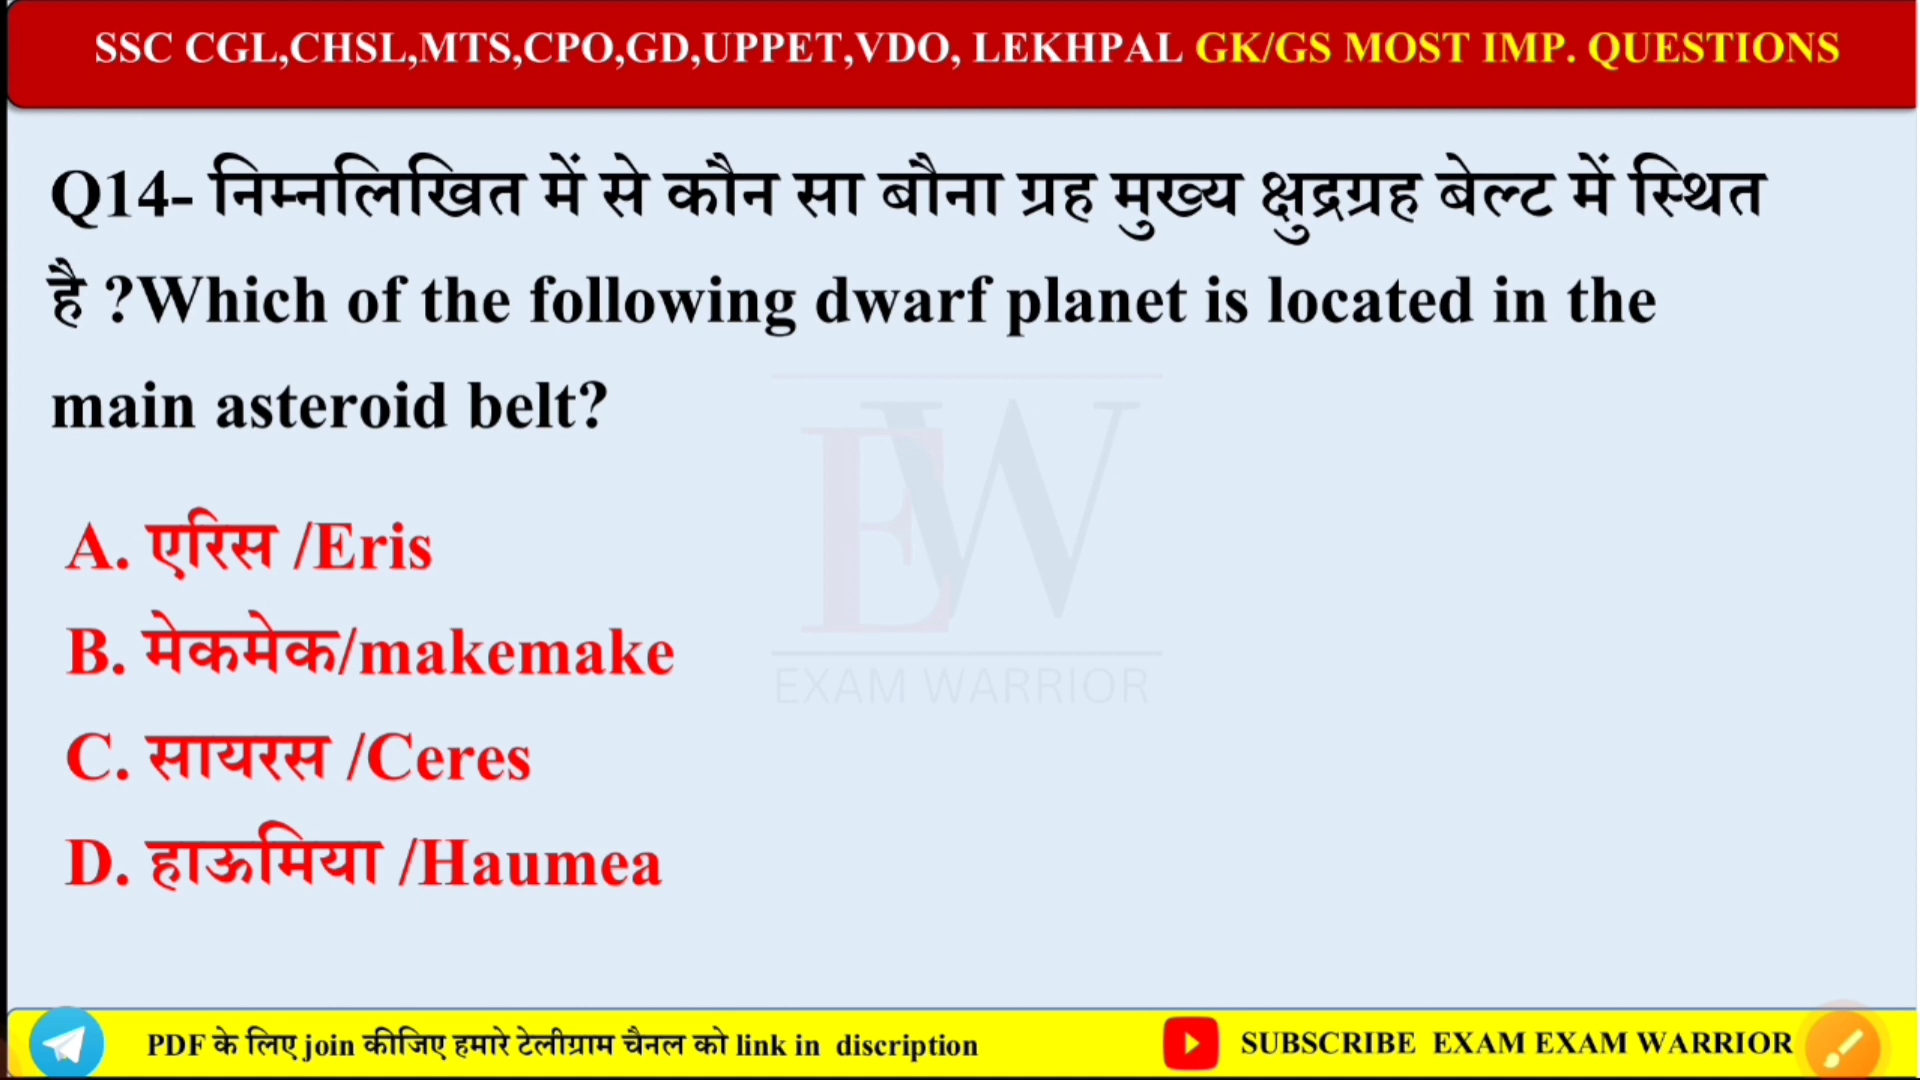 SSC CGL,CHSL,MTS,CPO,GD,UPPET,VDO, LEKHPAL GK/GS MOST IMP. QUESTIONS
Q14- निम्नलिखित में से कौन सा बौना ग्रह मुख्य क्षुद्रग्रह बेल्ट में स्थित
है ?Which of the following dwarf planet is located in the
main asteroid belt?
EW
EXAM WARRIOR
A. एरिस /Eris
B. मेकमेक/makemake
C. सायरस /Ceres
D. हाऊमिया /Haumea
PDF के लिए join कीजिए हमारे टेलीग्राम चैनल को link in discription
SUBSCRIBE EXAM EXAM WARRIOR